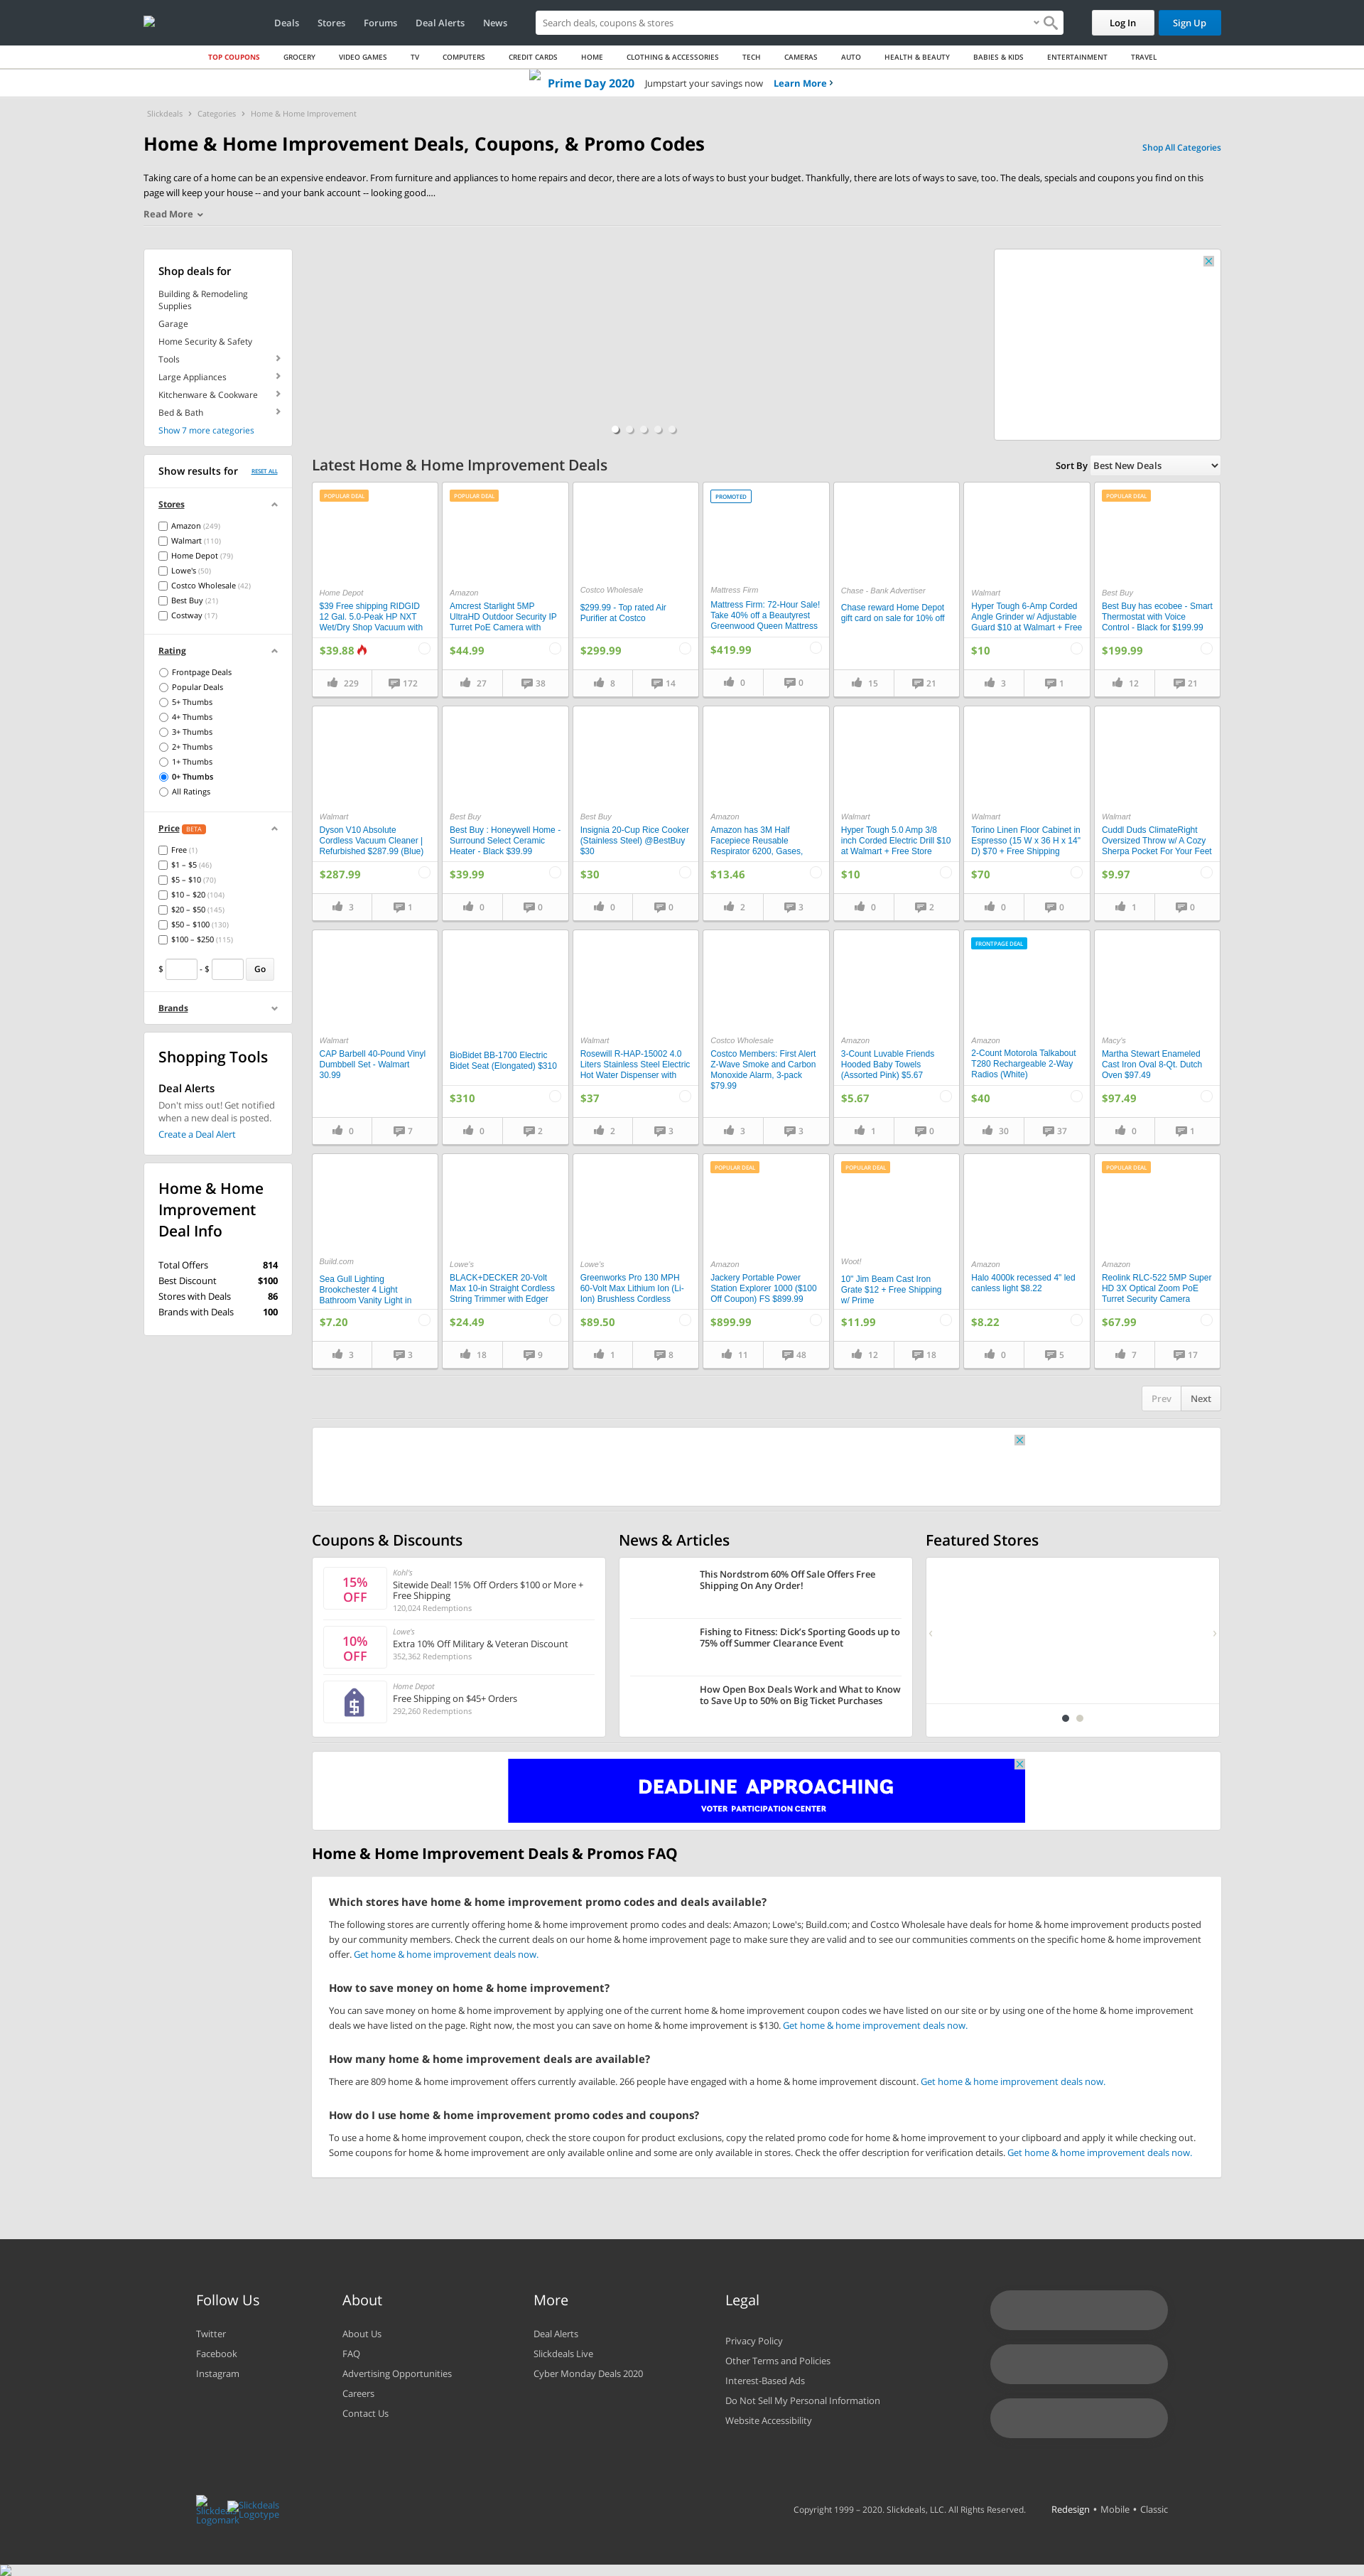 Deals Stores Forums Deal Alerts News
Search deals, coupons & stores
Log In Sign Up
TOP COUPONS GROCERY VIDEO GAMES TV COMPUTERS CREDIT CARDS HOME CLOTHING & ACCESSORIES TECH CAMERAS AUTO HEALTH & BEAUTY BABIES & KIDS ENTERTAINMENT TRAVEL
Prime Day 2020 Jumpstart your savings now Learn More ›
Slickdeals › Categories › Home & Home Improvement
Home & Home Improvement Deals, Coupons, & Promo Codes
Shop All Categories
Taking care of a home can be an expensive endeavor. From furniture and appliances to home repairs and decor, there are a lots of ways to bust your budget. Thankfully, there are lots of ways to save, too. The deals, specials and coupons you find on this
page will keep your house -- and your bank account -- looking good....
Read More
Shop deals for
Building & Remodeling
Supplies
Garage
Home Security & Safety
Tools
Large Appliances
Kitchenware & Cookware
Bed & Bath
Show 7 more categories
Show results for RESET ALL
Stores
Amazon (249)
Walmart (110)
Home Depot (79)
Lowe's (50)
Costco Wholesale (42)
Best Buy (21)
Costway (17)
Rating
Frontpage Deals
Popular Deals
5+ Thumbs
4+ Thumbs
3+ Thumbs
2+ Thumbs
1+ Thumbs
0+ Thumbs
All Ratings
Price BETA
Free (1)
$1 – $5 (46)
$5 – $10 (70)
$10 – $20 (104)
$20 – $50 (145)
$50 – $100 (130)
$100 – $250 (115)
$ - $ Go
Brands
Shopping Tools
Deal Alerts
Don't miss out! Get notified
when a new deal is posted.
Create a Deal Alert
Home & Home
Improvement
Deal Info
Total Offers 814
Best Discount $100
Stores with Deals 86
Brands with Deals 100
Latest Home & Home Improvement Deals
Sort By Best New Deals
POPULAR DEAL
Home Depot
$39 Free shipping RIDGID
12 Gal. 5.0-Peak HP NXT
Wet/Dry Shop Vacuum with
$39.88
229 172
POPULAR DEAL
Amazon
Amcrest Starlight 5MP
UltraHD Outdoor Security IP
Turret PoE Camera with
$44.99
27 38
Costco Wholesale
$299.99 - Top rated Air
Purifier at Costco
$299.99
8 14
PROMOTED
Mattress Firm
Mattress Firm: 72-Hour Sale!
Take 40% off a Beautyrest
Greenwood Queen Mattress
$419.99
0 0
Chase - Bank Advertiser
Chase reward Home Depot
gift card on sale for 10% off
15 21
Walmart
Hyper Tough 6-Amp Corded
Angle Grinder w/ Adjustable
Guard $10 at Walmart + Free
$10
3 1
POPULAR DEAL
Best Buy
Best Buy has ecobee - Smart
Thermostat with Voice
Control - Black for $199.99
$199.99
12 21
Walmart
Dyson V10 Absolute
Cordless Vacuum Cleaner |
Refurbished $287.99 (Blue)
$287.99
3 1
Best Buy
Best Buy : Honeywell Home -
Surround Select Ceramic
Heater - Black $39.99
$39.99
0 0
Best Buy
Insignia 20-Cup Rice Cooker
(Stainless Steel) @BestBuy
$30
$30
0 0
Amazon
Amazon has 3M Half
Facepiece Reusable
Respirator 6200, Gases,
$13.46
2 3
Walmart
Hyper Tough 5.0 Amp 3/8
inch Corded Electric Drill $10
at Walmart + Free Store
$10
0 2
Walmart
Torino Linen Floor Cabinet in
Espresso (15 W x 36 H x 14"
D) $70 + Free Shipping
$70
0 0
Walmart
Cuddl Duds ClimateRight
Oversized Throw w/ A Cozy
Sherpa Pocket For Your Feet
$9.97
1 0
Walmart
CAP Barbell 40-Pound Vinyl
Dumbbell Set - Walmart
30.99
0 7
BioBidet BB-1700 Electric
Bidet Seat (Elongated) $310
$310
0 2
Walmart
Rosewill R-HAP-15002 4.0
Liters Stainless Steel Electric
Hot Water Dispenser with
$37
2 3
Costco Wholesale
Costco Members: First Alert
Z-Wave Smoke and Carbon
Monoxide Alarm, 3-pack
$79.99
3 3
Amazon
3-Count Luvable Friends
Hooded Baby Towels
(Assorted Pink) $5.67
$5.67
1 0
FRONTPAGE DEAL
Amazon
2-Count Motorola Talkabout
T280 Rechargeable 2-Way
Radios (White)
$40
30 37
Macy's
Martha Stewart Enameled
Cast Iron Oval 8-Qt. Dutch
Oven $97.49
$97.49
0 1
Build.com
Sea Gull Lighting
Brookchester 4 Light
Bathroom Vanity Light in
$7.20
3 3
Lowe's
BLACK+DECKER 20-Volt
Max 10-in Straight Cordless
String Trimmer with Edger
$24.49
18 9
Lowe's
Greenworks Pro 130 MPH
60-Volt Max Lithium Ion (Li-
Ion) Brushless Cordless
$89.50
1 8
POPULAR DEAL
Amazon
Jackery Portable Power
Station Explorer 1000 ($100
Off Coupon) FS $899.99
$899.99
11 48
POPULAR DEAL
Woot!
10" Jim Beam Cast Iron
Grate $12 + Free Shipping
w/ Prime
$11.99
12 18
Amazon
Halo 4000k recessed 4" led
canless light $8.22
$8.22
0 5
POPULAR DEAL
Amazon
Reolink RLC-522 5MP Super
HD 3X Optical Zoom PoE
Turret Security Camera
$67.99
7 17
Prev Next
Coupons & Discounts
15%
OFF
Kohl's
Sitewide Deal! 15% Off Orders $100 or More +
Free Shipping
120,024 Redemptions
10%
OFF
Lowe's
Extra 10% Off Military & Veteran Discount
352,362 Redemptions
Home Depot
Free Shipping on $45+ Orders
292,260 Redemptions
News & Articles
This Nordstrom 60% Off Sale Offers Free
Shipping On Any Order!
Fishing to Fitness: Dick's Sporting Goods up to
75% off Summer Clearance Event
How Open Box Deals Work and What to Know
to Save Up to 50% on Big Ticket Purchases
Featured Stores
DEADLINE APPROACHING
VOTER PARTICIPATION CENTER
Home & Home Improvement Deals & Promos FAQ
Which stores have home & home improvement promo codes and deals available?
The following stores are currently offering home & home improvement promo codes and deals: Amazon; Lowe's; Build.com; and Costco Wholesale have deals for home & home improvement products posted
by our community members. Check the current deals on our home & home improvement page to make sure they are valid and to see our communities comments on the specific home & home improvement
offer. Get home & home improvement deals now.
How to save money on home & home improvement?
You can save money on home & home improvement by applying one of the current home & home improvement coupon codes we have listed on our site or by using one of the home & home improvement
deals we have listed on the page. Right now, the most you can save on home & home improvement is $130. Get home & home improvement deals now.
How many home & home improvement deals are available?
There are 809 home & home improvement offers currently available. 266 people have engaged with a home & home improvement discount. Get home & home improvement deals now.
How do I use home & home improvement promo codes and coupons?
To use a home & home improvement coupon, check the store coupon for product exclusions, copy the related promo code for home & home improvement to your clipboard and apply it while checking out.
Some coupons for home & home improvement are only available online and some are only available in stores. Check the offer description for verification details. Get home & home improvement deals now.
Follow Us
Twitter
Facebook
Instagram
About
About Us
FAQ
Advertising Opportunities
Careers
Contact Us
More
Deal Alerts
Slickdeals Live
Cyber Monday Deals 2020
Legal
Privacy Policy
Other Terms and Policies
Interest-Based Ads
Do Not Sell My Personal Information
Website Accessibility
Slickdeals
Logomark
Slickdeals
Logotype
Copyright 1999 – 2020. Slickdeals, LLC. All Rights Reserved.
Redesign • Mobile • Classic